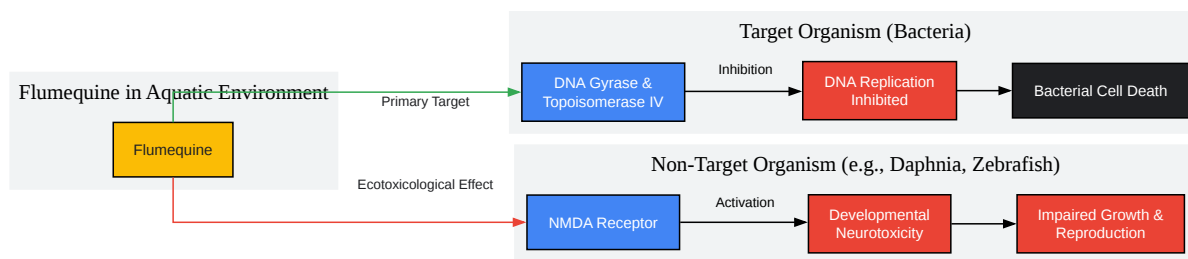 Target Organism (Bacteria)
Flumequine in Aquatic Environment
Primary Target
DNA Gyrase &
Topoisomerase IV
Inhibition
DNA Replication
Inhibited
Bacterial Cell Death
Flumequine
Non-Target Organism (e.g., Daphnia, Zebrafish)
Ecotoxicological Effect
NMDA Receptor
Activation
Developmental
Neurotoxicity
Impaired Growth &
Reproduction